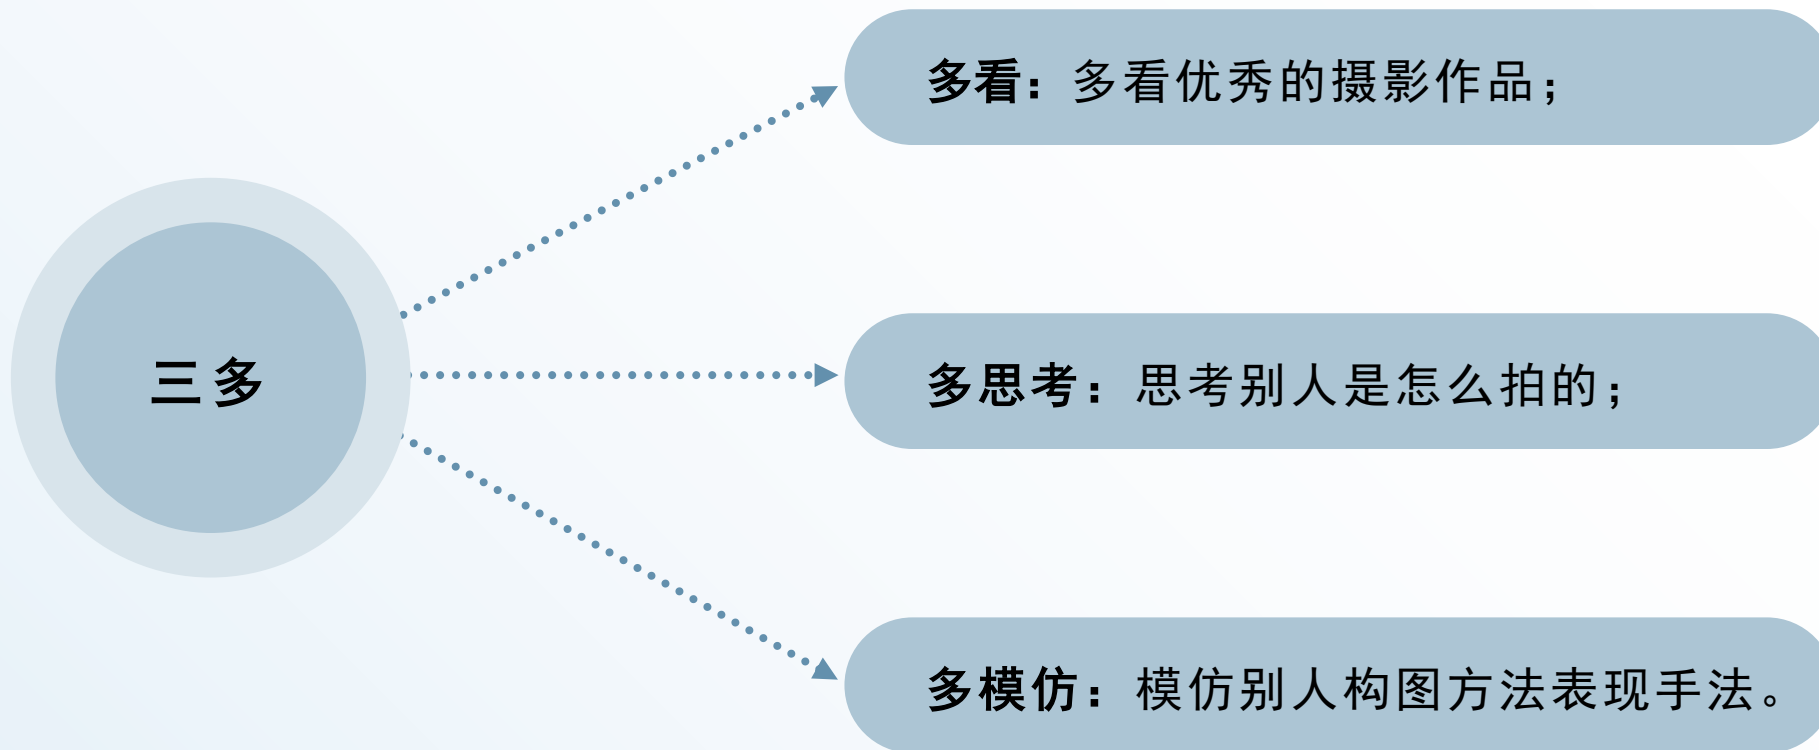 三多
多看：多看优秀的摄影作品；
多思考：思考别人是怎么拍的；
多模仿：模仿别人构图方法表现手法。